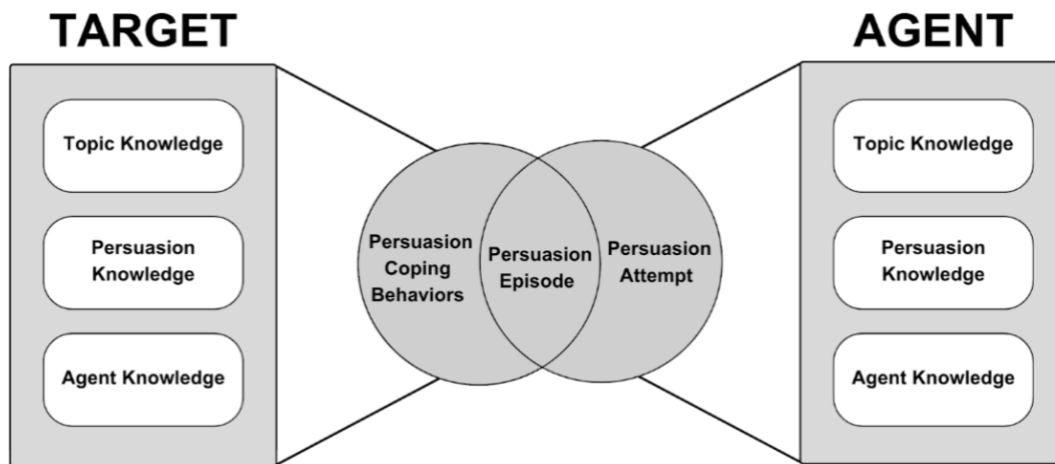 TARGET
Topic Knowledge
Persuasion
Knowledge
Agent Knowledge
Persuasion
Coping
Behaviors
Persuasion
Episode
Persuasion
Attempt
AGENT
Topic Knowledge
Persuasion
Knowledge
Agent Knowledge